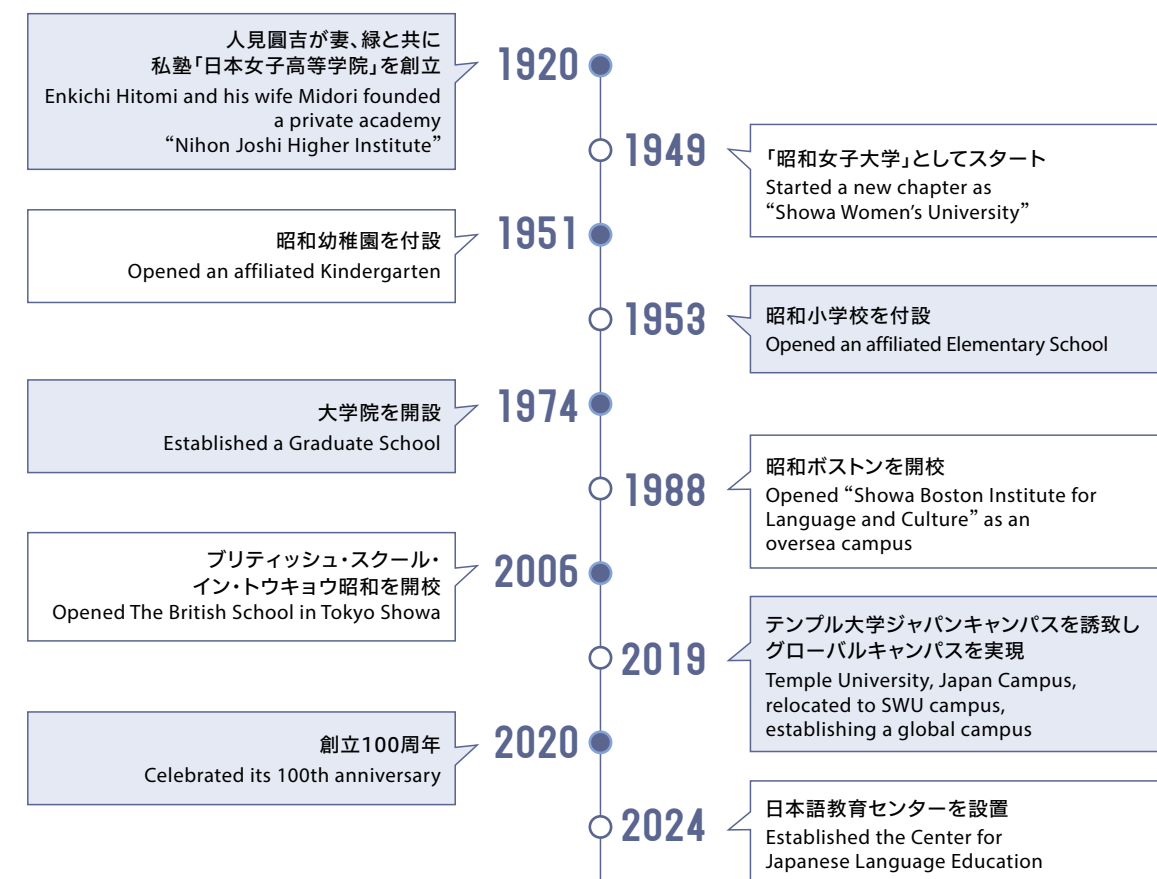 人見圓吉が妻、緑と共に
私塾「日本女子高等学院」を創立
Enkichi Hitomi and his wife Midori founded
a private academy
“Nihon Joshi Higher Institute”
1920
1949
「昭和女子大学」としてスタート
Started a new chapter as
“Showa Women’s University”
昭和幼稚園を付設
Opened an affiliated Kindergarten
1951
1953
昭和小学校を付設
Opened an affiliated Elementary School
大学院を開設
Established a Graduate School
1974
1988
昭和ボストンを開校
Opened “Showa Boston Institute for
Language and Culture” as an
oversea campus
ブリティッシュ・スクール・
イン・トウキョウ昭和を開校
Opened The British School in Tokyo Showa
2006
2019
テンプル大学ジャパンキャンパスを誘致し
グローバルキャンパスを実現
Temple University, Japan Campus,
relocated to SWU campus,
establishing a global campus
創立100周年
Celebrated its 100th anniversary
2020
2024
日本語教育センターを設置
Established the Center for
Japanese Language Education